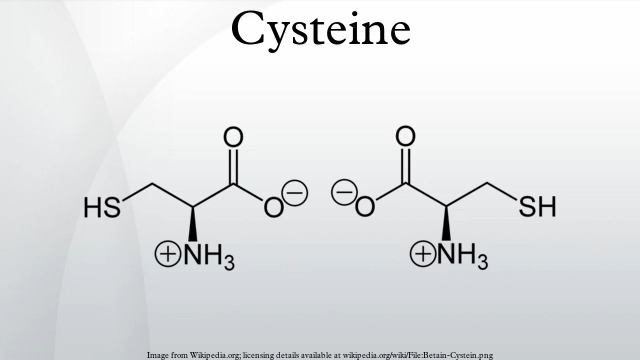 Cysteine
O O
HS O⊖ ⊖O SH
⊕NH₃ ⊕NH₃
Image from Wikipedia.org; licensing details available at wikipedia.org/wiki/File:Betain-Cystein.png